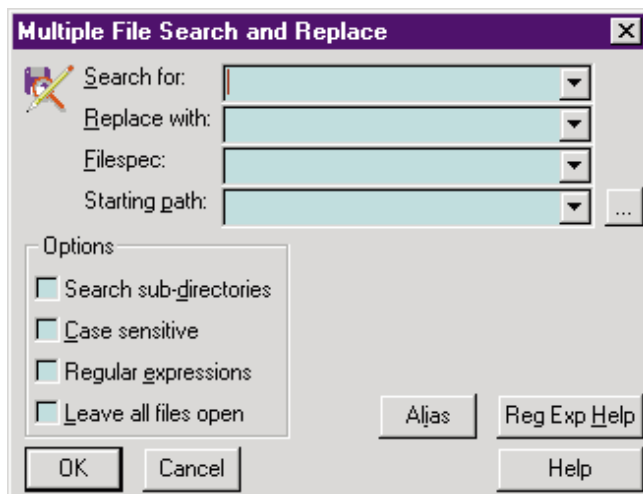 Multiple File Search and Replace
Search for:
Replace with:
Filespec:
Starting path:
...
Options
Search sub-directories
Case sensitive
Regular expressions
Leave all files open
Alias
Reg Exp Help
OK
Cancel
Help